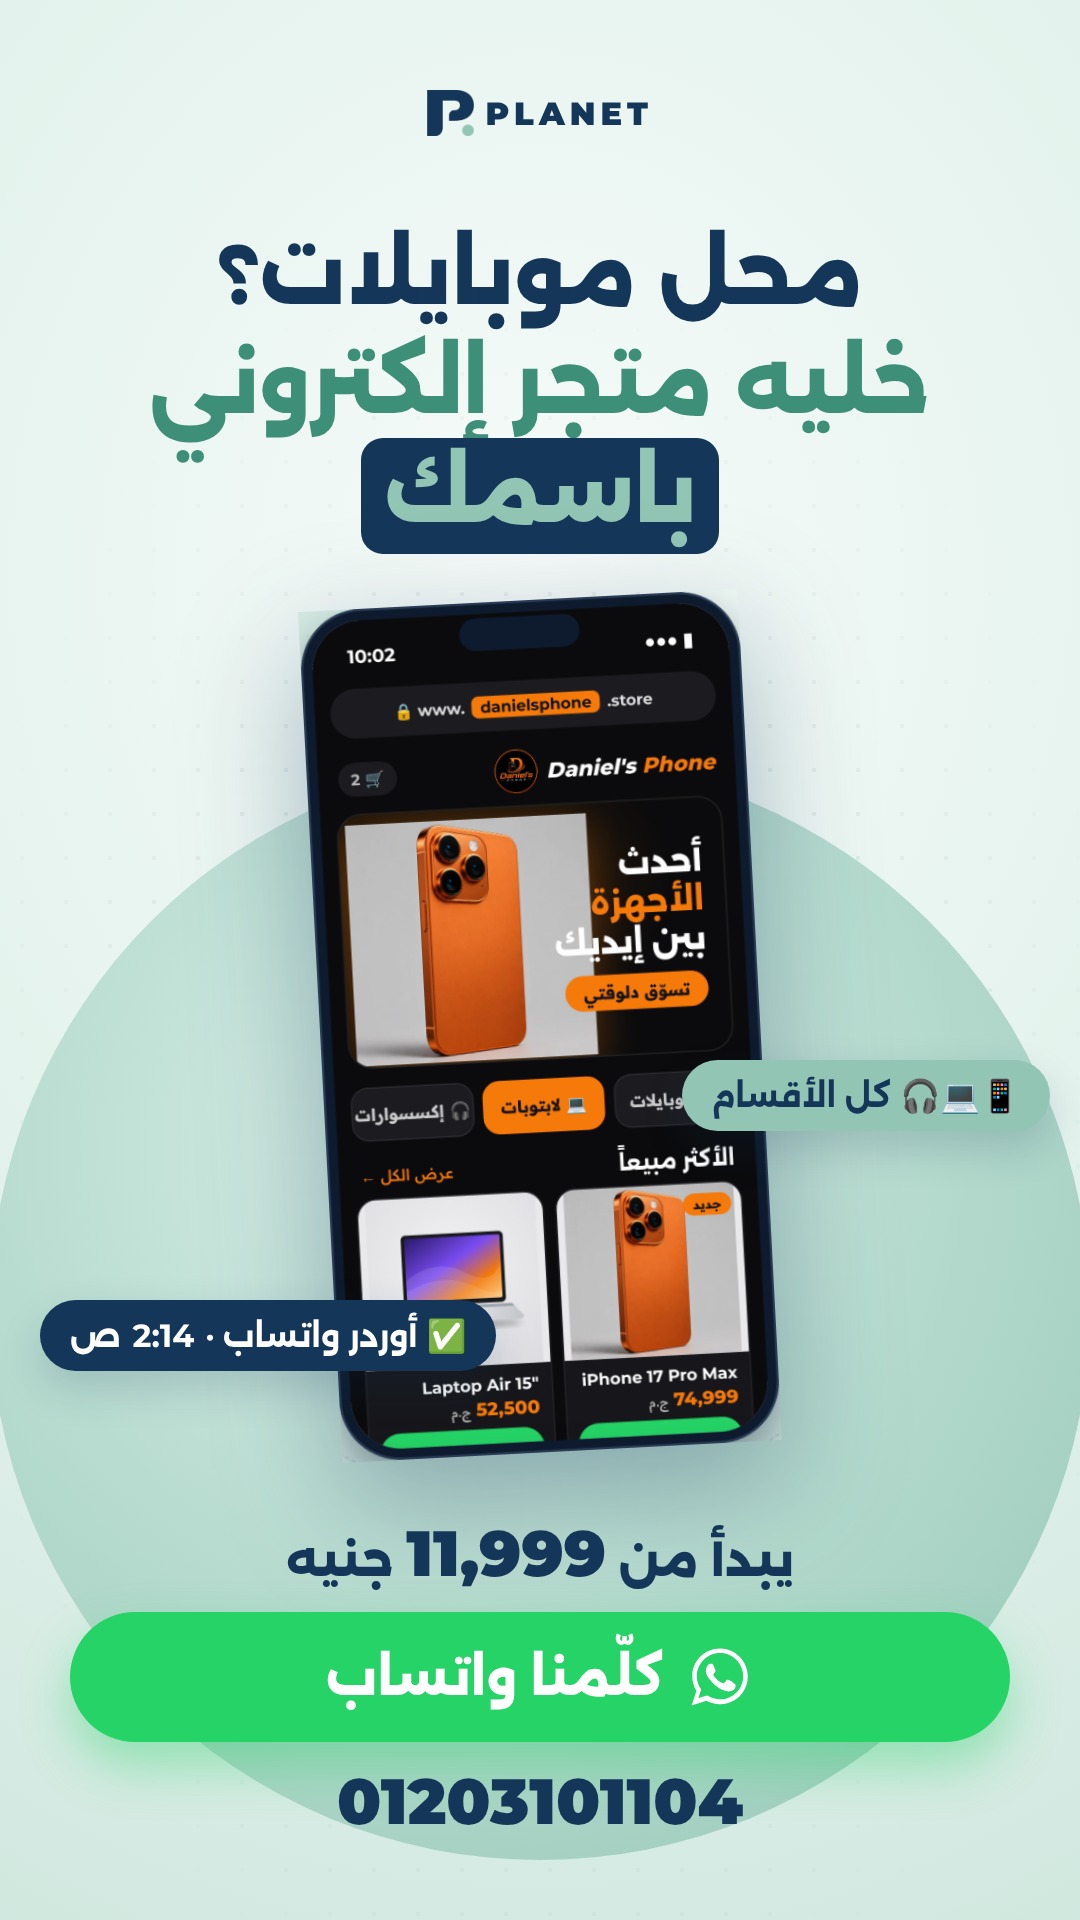 PLANET
محل موبايلات؟
خليه متجر إلكتروني
باسمك
10:02
www. danielsphone .store
2
Daniel's Phone
Daniel's
أحدث
الأجهزة
بين إيديك
تسوّق دلوقتي
إكسسوارات
لابتوبات
وبايلات
كل الأقسام
الأكثر مبيعاً
عرض الكل ←
جديد
أوردر واتساب · 2:14 ص
iPhone 17 Pro Max
74,999 ج.م
Laptop Air 15"
52,500 ج.م
يبدأ من 11,999 جنيه
كلّمنا واتساب
01203101104